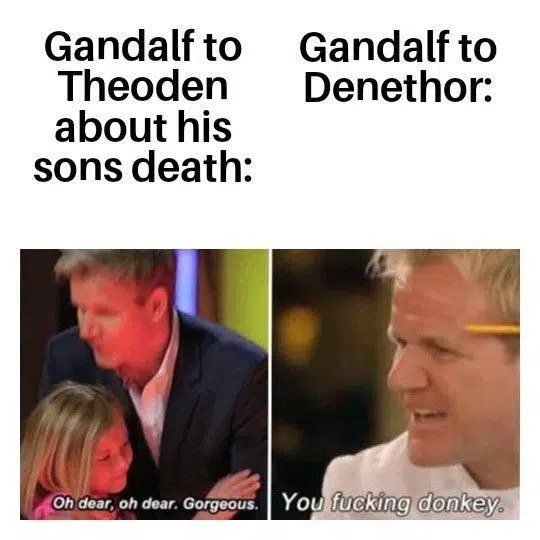 Gandalf to
Theoden
about his
sons death:
Gandalf to
Denethor:
Oh dear, oh dear. Gorgeous.
You fucking donkey.